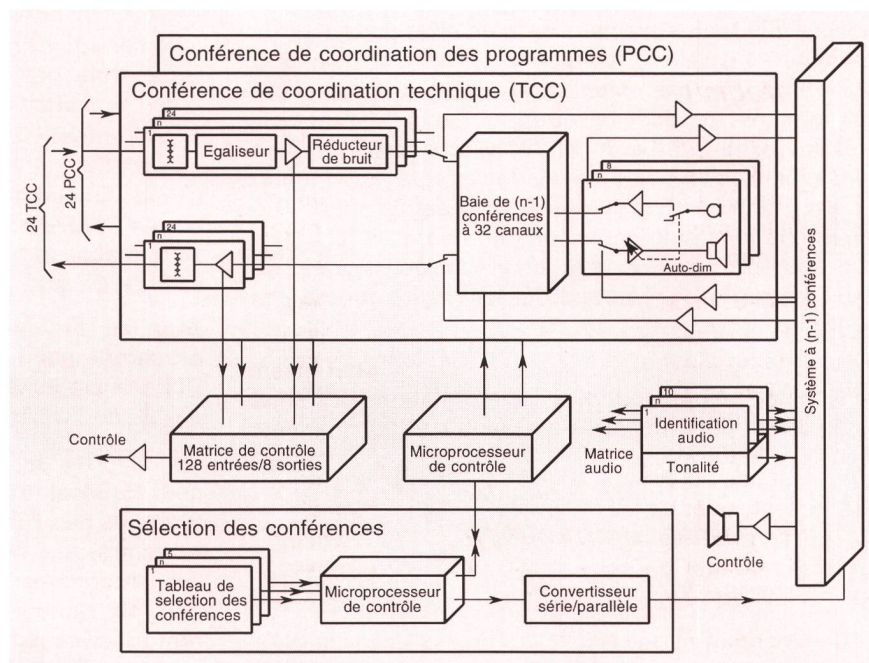 Conférence de coordination des programmes (PCC)
Conférence de coordination technique (TCC)
24
n
1
Egaliseur
Réducteur
de bruit
24 TCC
24 PCC
24
n
1
Baie de (n-1)
conférences
à 32 canaux
8
n
1
Auto-dim
Système à (n-1) conférences
Contrôle
Matrice de contrôle
128 entrées/8 sorties
Microprocesseur
de contrôle
Matrice
audio
10
n
1
Identification
audio
Tonalité
Contrôle
Sélection des conférences
5
n
1
Tableau de
selection des
conférences
Microprocesseur
de contrôle
Convertisseur
série/parallèle